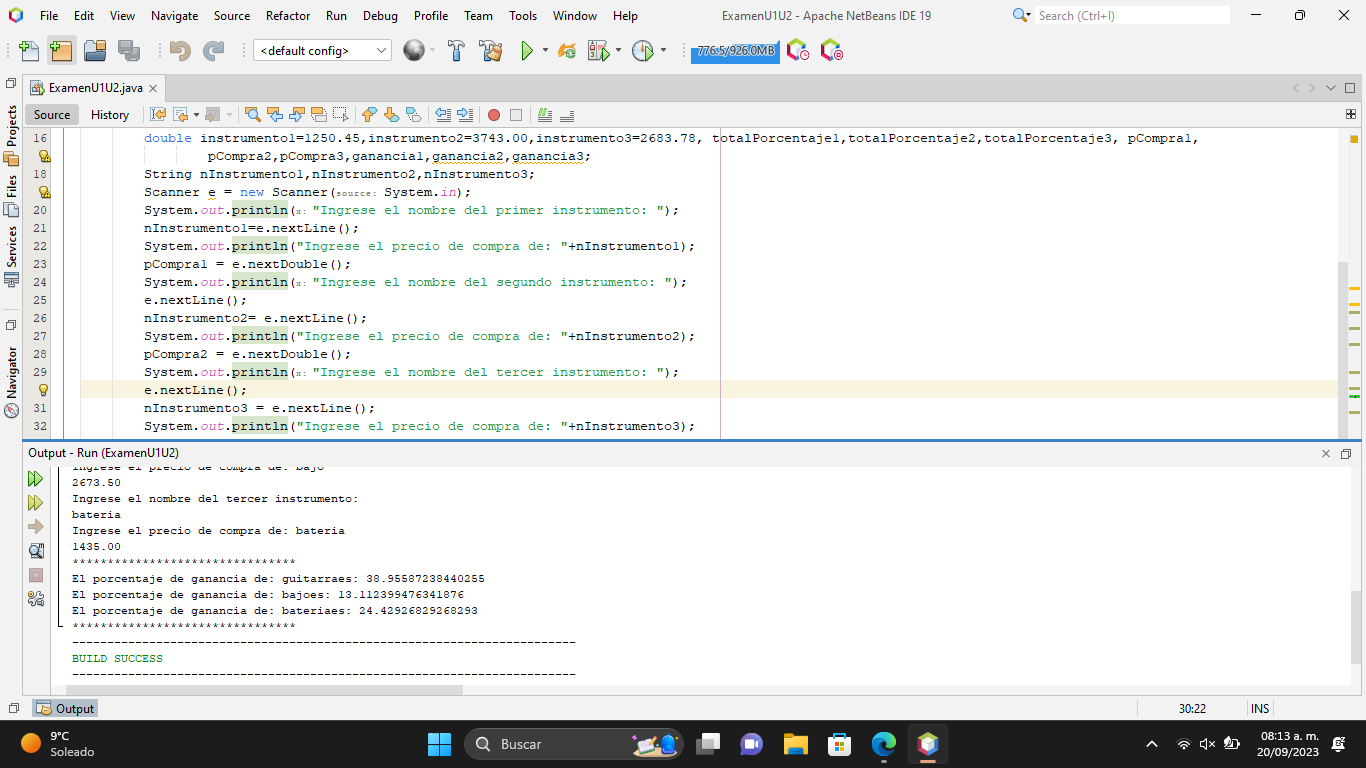 File Edit View Navigate Source Refactor Run Debug Profile Team Tools Window Help ExamenU1U2 - Apache NetBeans IDE 19 Search (Ctrl+I)
<default config> 776.5/926.0MB
ExamenU1U2.java
Source History
Projects
Files
Services
Navigator
16 double instrumento1=1250.45,instrumento2=3743.00,instrumento3=2683.78, totalPorcentaje1,totalPorcentaje2,totalPorcentaje3, pCompra1,
pCompra2,pCompra3,ganancia1,ganancia2,ganancia3;
18 String nInstrumento1,nInstrumento2,nInstrumento3;
Scanner e = new Scanner(source: System.in);
20 System.out.println(x: "Ingrese el nombre del primer instrumento: ");
21 nInstrumento1=e.nextLine();
22 System.out.println("Ingrese el precio de compra de: "+nInstrumento1);
23 pCompra1 = e.nextDouble();
24 System.out.println(x: "Ingrese el nombre del segundo instrumento: ");
25 e.nextLine();
26 nInstrumento2= e.nextLine();
27 System.out.println("Ingrese el precio de compra de: "+nInstrumento2);
28 pCompra2 = e.nextDouble();
29 System.out.println(x: "Ingrese el nombre del tercer instrumento: ");
e.nextLine();
31 nInstrumento3 = e.nextLine();
32 System.out.println("Ingrese el precio de compra de: "+nInstrumento3);
Output - Run (ExamenU1U2)
Ingrese el precio de compra de: bajo
2673.50
Ingrese el nombre del tercer instrumento:
bateria
Ingrese el precio de compra de: bateria
1435.00
********************************
El porcentaje de ganancia de: guitarraes: 38.95587238440255
El porcentaje de ganancia de: bajoes: 13.112399476341876
El porcentaje de ganancia de: bateriaes: 24.42926829268293
********************************
------------------------------------------------------------------------
BUILD SUCCESS
------------------------------------------------------------------------
Output 30:22 INS
9°C
Soleado
Buscar
08:13 a. m.
20/09/2023